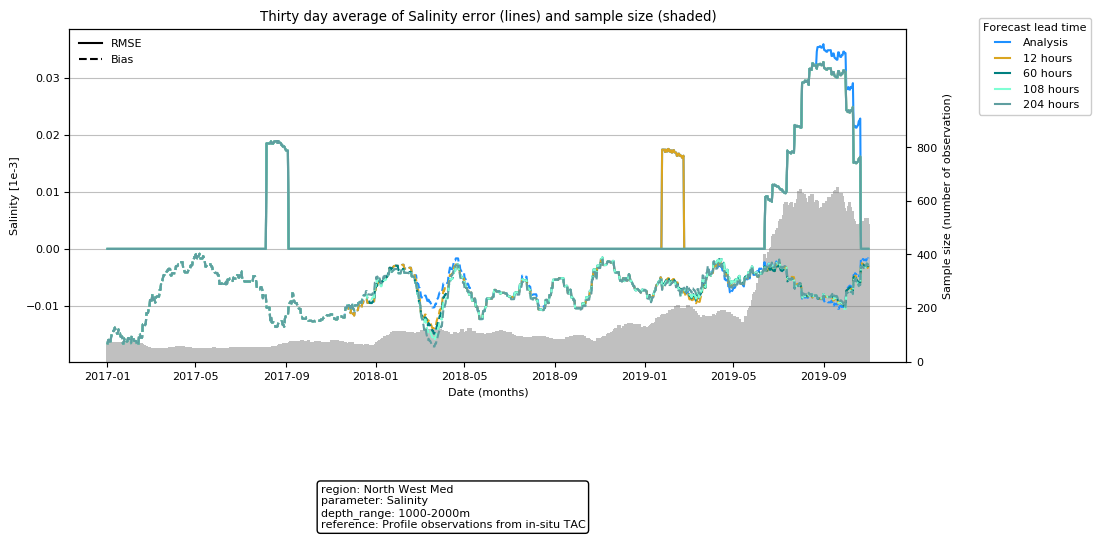 Thirty day average of Salinity error (lines) and sample size (shaded)
RMSE
Bias
Forecast lead time
Analysis
12 hours
60 hours
108 hours
204 hours
0.03
0.02
0.01
0.00
−0.01
Salinity [1e-3]
800
600
400
200
0
Sample size (number of observation)
2017-01 2017-05 2017-09 2018-01 2018-05 2018-09 2019-01 2019-05 2019-09
Date (months)
region: North West Med
parameter: Salinity
depth_range: 1000-2000m
reference: Profile observations from in-situ TAC